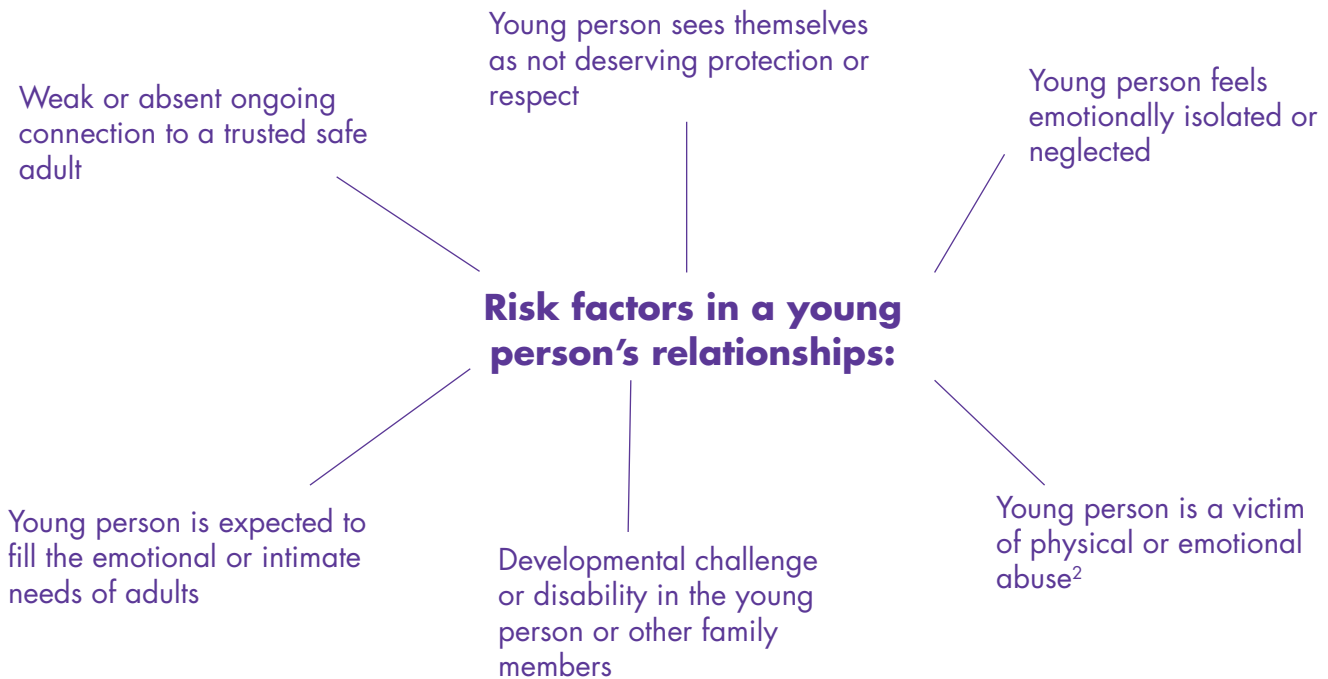 Young person sees themselves
as not deserving protection or
respect
Weak or absent ongoing
connection to a trusted safe
adult
Young person feels
emotionally isolated or
neglected
Risk factors in a young
person’s relationships:
Young person is expected to
fill the emotional or intimate
needs of adults
Developmental challenge
or disability in the young
person or other family
members
Young person is a victim
of physical or emotional
abuse²